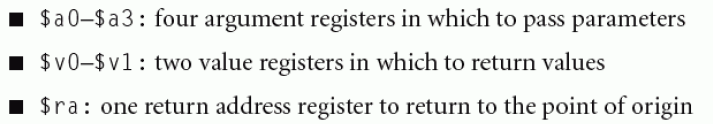 ■ $a0–$a3: four argument registers in which to pass parameters
■ $v0–$v1: two value registers in which to return values
■ $ra: one return address register to return to the point of origin